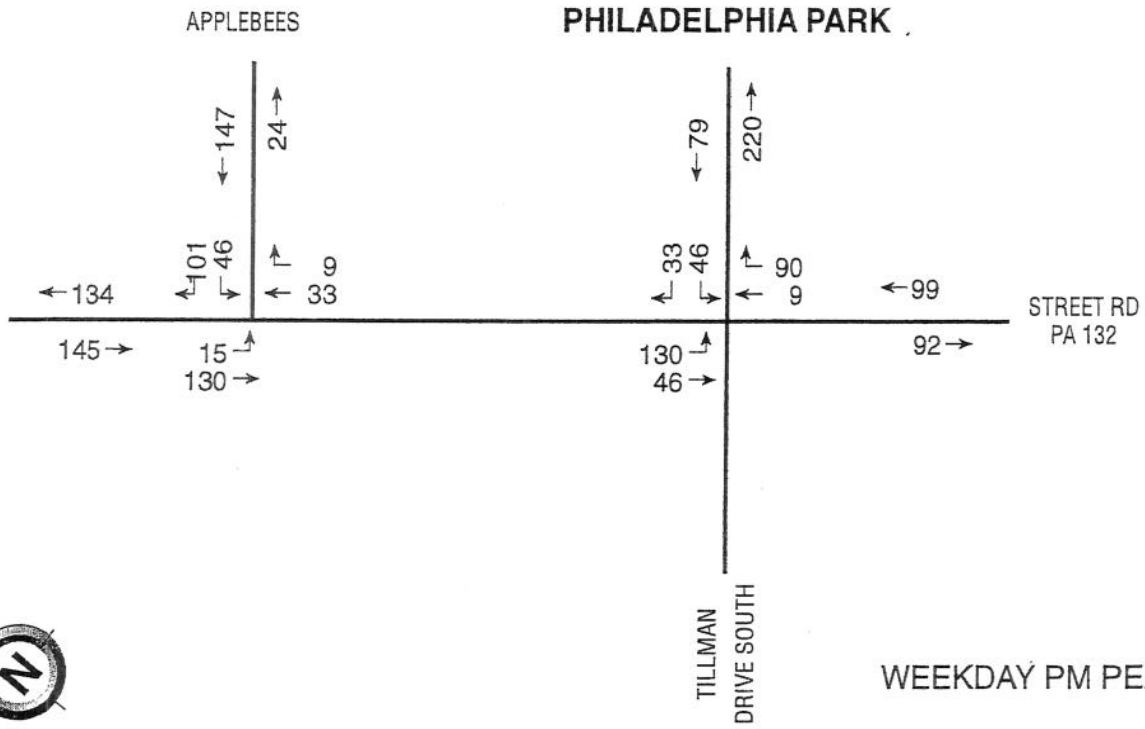 APPLEBEES
PHILADELPHIA PARK
←147
24→
←79
220→
101
46
9
33
33
46
90
9
←134
←99
STREET RD
PA 132
145→
15
130→
130
46→
92→
TILLMAN
DRIVE SOUTH
N
WEEKDAY PM PE